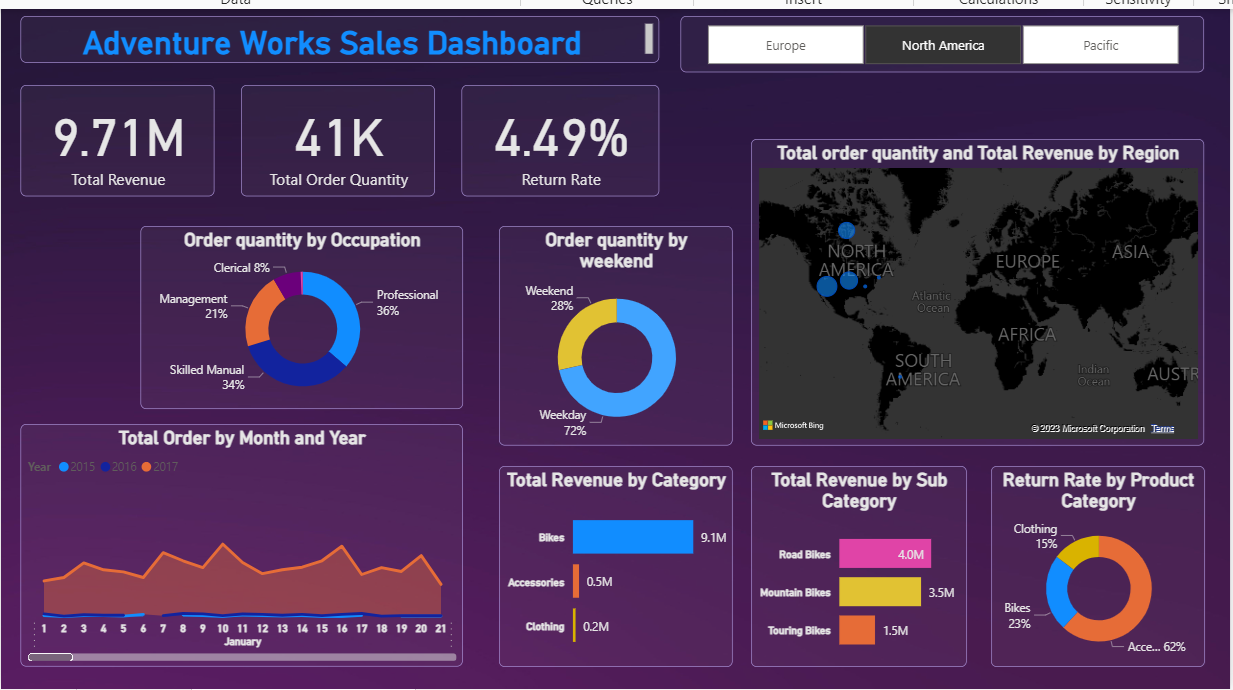 Data Queries Insert Calculations Sensitivity
Adventure Works Sales Dashboard
Europe North America Pacific
9.71M
Total Revenue
41K
Total Order Quantity
4.49%
Return Rate
Total order quantity and Total Revenue by Region
NORTH
AMERICA
EUROPE
ASIA
Atlantic
Ocean
AFRICA
SOUTH
AMERICA
Indian
Ocean
AUSTR
Microsoft Bing
© 2023 Microsoft Corporation Terms
Order quantity by Occupation
Clerical 8%
Professional
36%
Management
21%
Skilled Manual
34%
Order quantity by
weekend
Weekend
28%
Weekday
72%
Total Order by Month and Year
Year 2015 2016 2017
1 2 3 4 5 6 7 8 9 10 11 12 13 14 15 16 17 18 19 20 21
January
Total Revenue by Category
Bikes 9.1M
Accessories 0.5M
Clothing 0.2M
Total Revenue by Sub
Category
Road Bikes 4.0M
Mountain Bikes 3.5M
Touring Bikes 1.5M
Return Rate by Product
Category
Clothing
15%
Bikes
23%
Acce... 62%